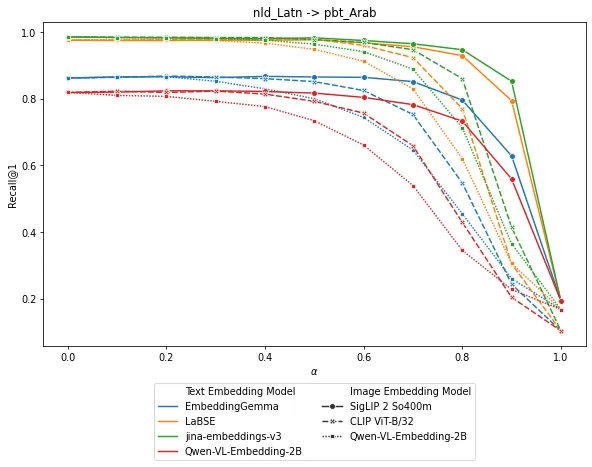 nld_Latn -> pbt_Arab
Recall@1
1.0
0.8
0.6
0.4
0.2
0.0 0.2 0.4 0.6 0.8 1.0
α
Text Embedding Model Image Embedding Model
EmbeddingGemma SigLIP 2 So400m
LaBSE CLIP ViT-B/32
jina-embeddings-v3 Qwen-VL-Embedding-2B
Qwen-VL-Embedding-2B